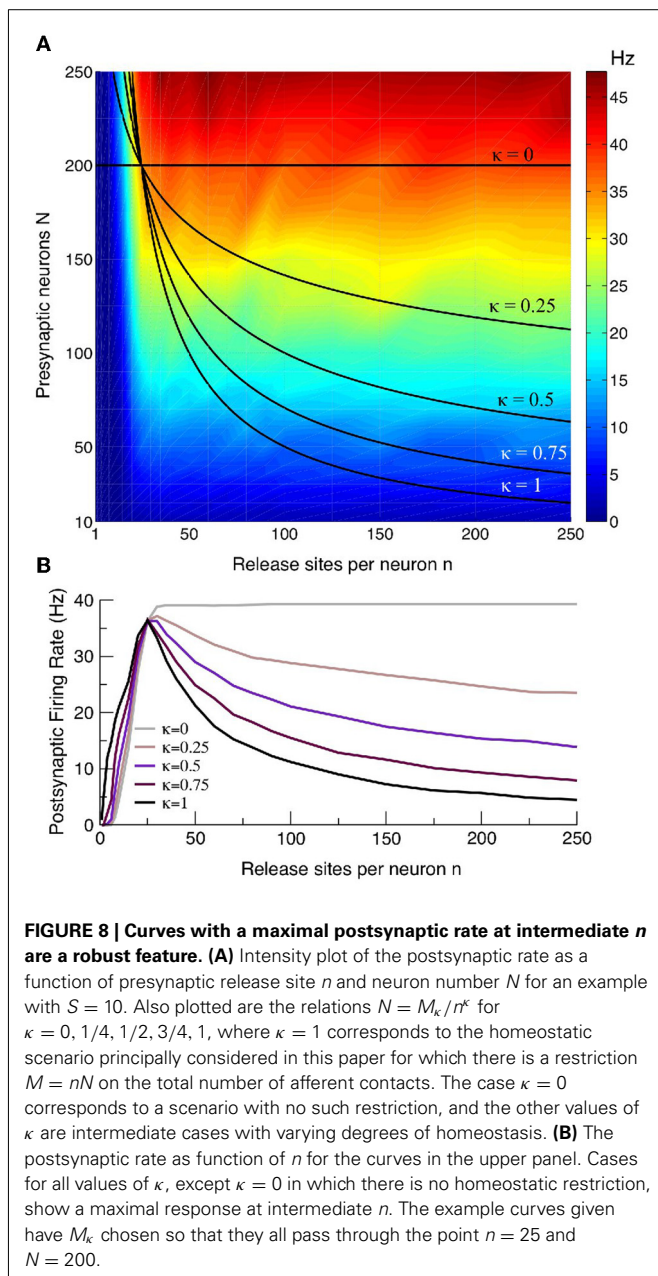 A
Hz
250
200
150
100
50
10
Presynaptic neurons N
κ = 0
κ = 0.25
κ = 0.5
κ = 0.75
κ = 1
45
40
35
30
25
20
15
10
5
0
1
50
100
150
200
250
Release sites per neuron n
B
40
30
20
10
0
Postsynaptic Firing Rate (Hz)
κ=0
κ=0.25
κ=0.5
κ=0.75
κ=1
0
50
100
150
200
250
Release sites per neuron n
FIGURE 8 | Curves with a maximal postsynaptic rate at intermediate n
are a robust feature. (A) Intensity plot of the postsynaptic rate as a
function of presynaptic release site n and neuron number N for an example
with S = 10. Also plotted are the relations N = Mκ/nκ for
κ = 0, 1/4, 1/2, 3/4, 1, where κ = 1 corresponds to the homeostatic
scenario principally considered in this paper for which there is a restriction
M = nN on the total number of afferent contacts. The case κ = 0
corresponds to a scenario with no such restriction, and the other values of
κ are intermediate cases with varying degrees of homeostasis. (B) The
postsynaptic rate as function of n for the curves in the upper panel. Cases
for all values of κ, except κ = 0 in which there is no homeostatic restriction,
show a maximal response at intermediate n. The example curves given
have Mκ chosen so that they all pass through the point n = 25 and
N = 200.